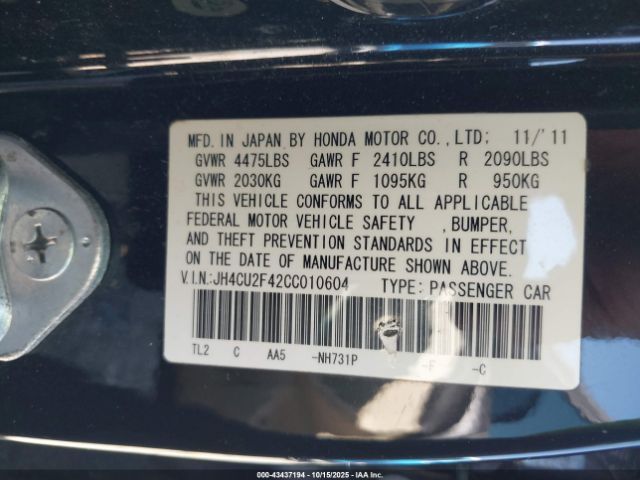 MFD. IN JAPAN BY HONDA MOTOR CO., LTD; 11/'11
GVWR 4475LBS GAWR F 2410LBS R 2090LBS
GVWR 2030KG GAWR F 1095KG R 950KG
THIS VEHICLE CONFORMS TO ALL APPLICABLE
FEDERAL MOTOR VEHICLE SAFETY , BUMPER,
AND THEFT PREVENTION STANDARDS IN EFFECT
ON DATE OF MANUFACTURE SHOWN ABOVE.
V.I.N:JH4CU2F42CC010604 TYPE: PASSENGER CAR
TL2 C AA5 -NH731P -F -C
000-43437194 - 10/15/2025 - IAA Inc.